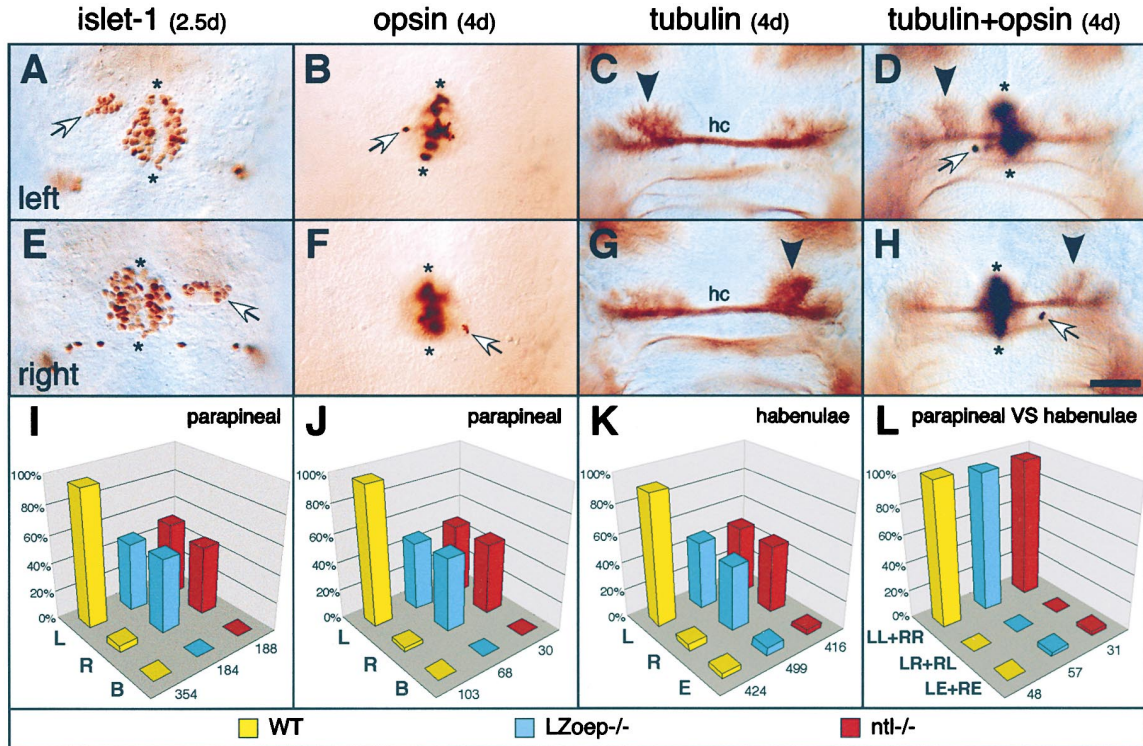 islet-1 (2.5d) opsin (4d) tubulin (4d) tubulin+opsin (4d)
A B C D
* * *
hc
* * *
left
E F G H
* * *
hc
* * *
right
I parapineal J parapineal K habenulae L parapineal VS habenulae
100% 100% 100% 100%
80% 80% 80% 80%
60% 60% 60% 60%
40% 40% 40% 40%
20% 20% 20% 20%
0% 0% 0% 0%
L L L LL+RR
R R R LR+RL
B B E LE+RE
354 184 188 103 68 30 424 499 416 48 57 31
WT LZoep-/- ntl-/-